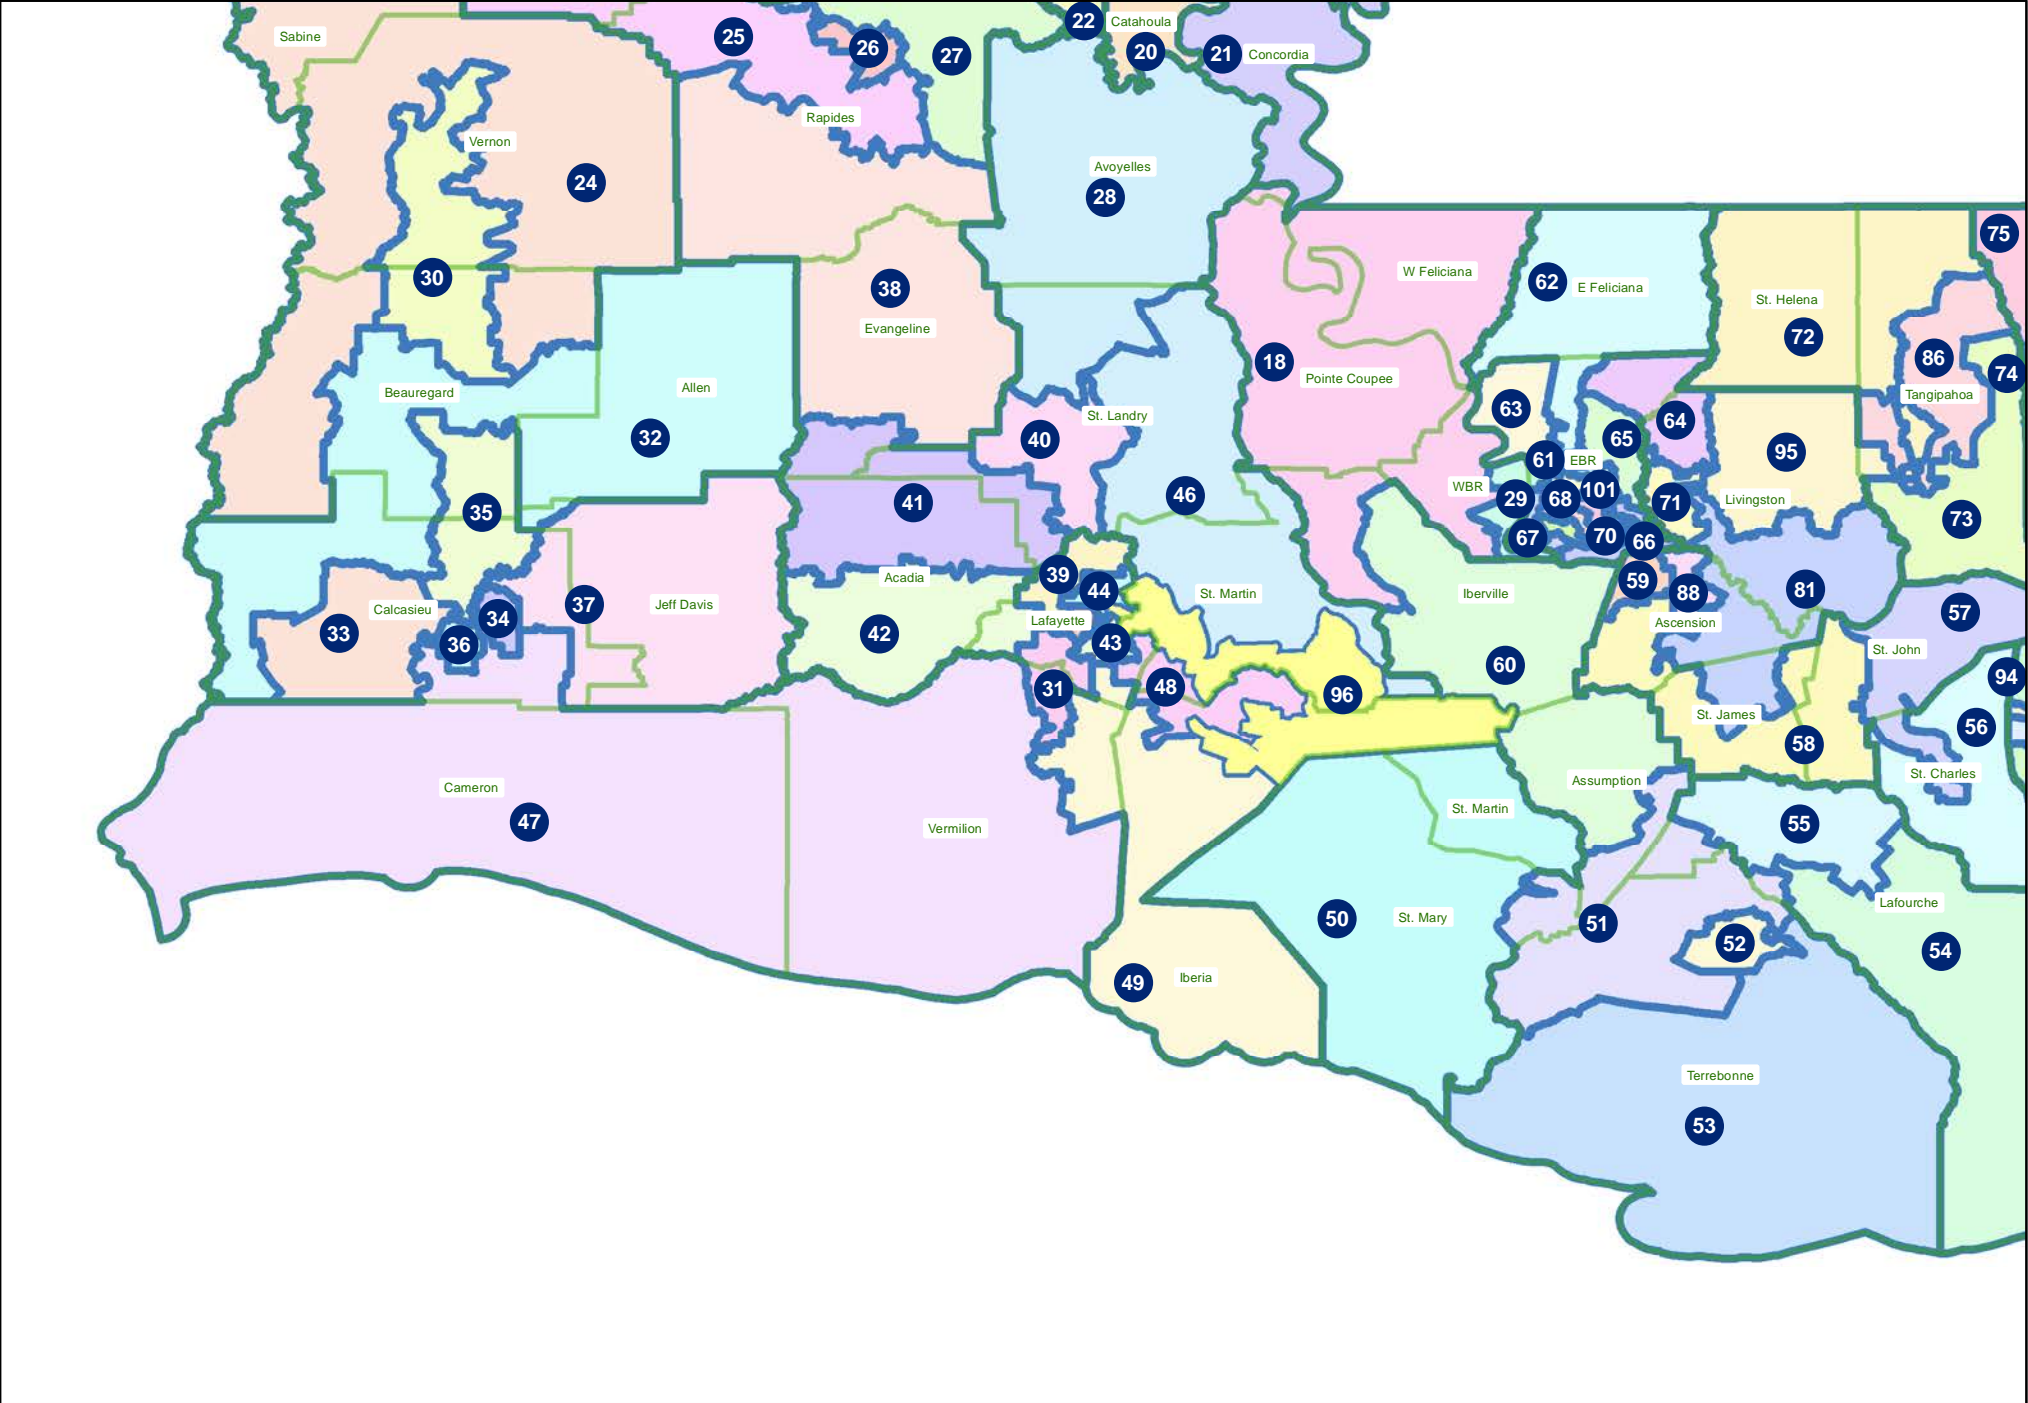 22
Catahoula
Sabine
25
26
27
20
21
Concordia
Rapides
Vernon
24
Avoyelles
28
75
30
38
Evangeline
W Feliciana
62
E Feliciana
St. Helena
72
18
Pointe Coupee
86
74
Beauregard
Allen
Tangipahoa
63
St. Landry
64
32
40
65
95
61
EBR
WBR
46
29
68
101
71
Livingston
41
35
67
70
66
73
39
Acadia
59
44
St. Martin
Iberville
88
81
Calcasieu
37
Jeff Davis
34
Lafayette
Ascension
57
33
42
36
43
St. John
60
31
48
96
94
St. James
56
58
Cameron
Assumption
St. Charles
47
St. Martin
Vermilion
55
50
St. Mary
51
Lafourche
52
54
49
Iberia
Terrebonne
53